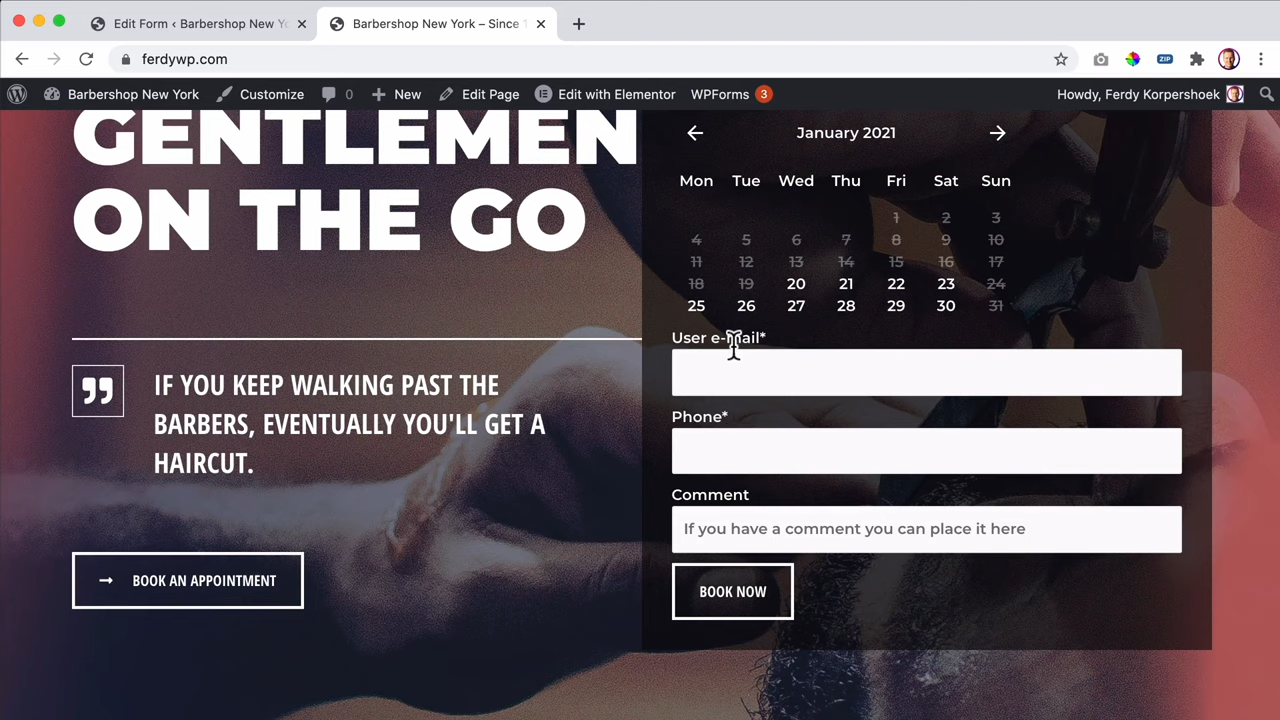 Edit Form ‹ Barbershop New Yo
Barbershop New York – Since 1
ferdywp.com
ZIP
Barbershop New York
Customize
0
New
Edit Page
Edit with Elementor
WPForms
3
Howdy, Ferdy Korpershoek
GENTLEMEN
ON THE GO
IF YOU KEEP WALKING PAST THE
BARBERS, EVENTUALLY YOU'LL GET A
HAIRCUT.
BOOK AN APPOINTMENT
January 2021
Mon Tue Wed Thu Fri Sat Sun
1 2 3
4 5 6 7 8 9 10
11 12 13 14 15 16 17
18 19 20 21 22 23 24
25 26 27 28 29 30 31
User e-mail*
Phone*
Comment
If you have a comment you can place it here
BOOK NOW